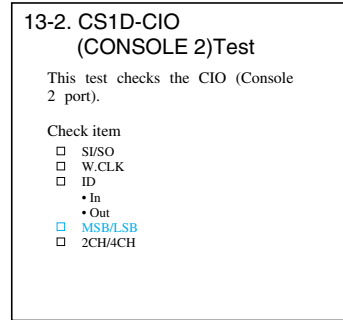 13-2. CS1D-CIO
(CONSOLE 2)Test
This test checks the CIO (Console
2 port).
Check item
□ SI/SO
□ W.CLK
□ ID
• In
• Out
□ MSB/LSB
□ 2CH/4CH